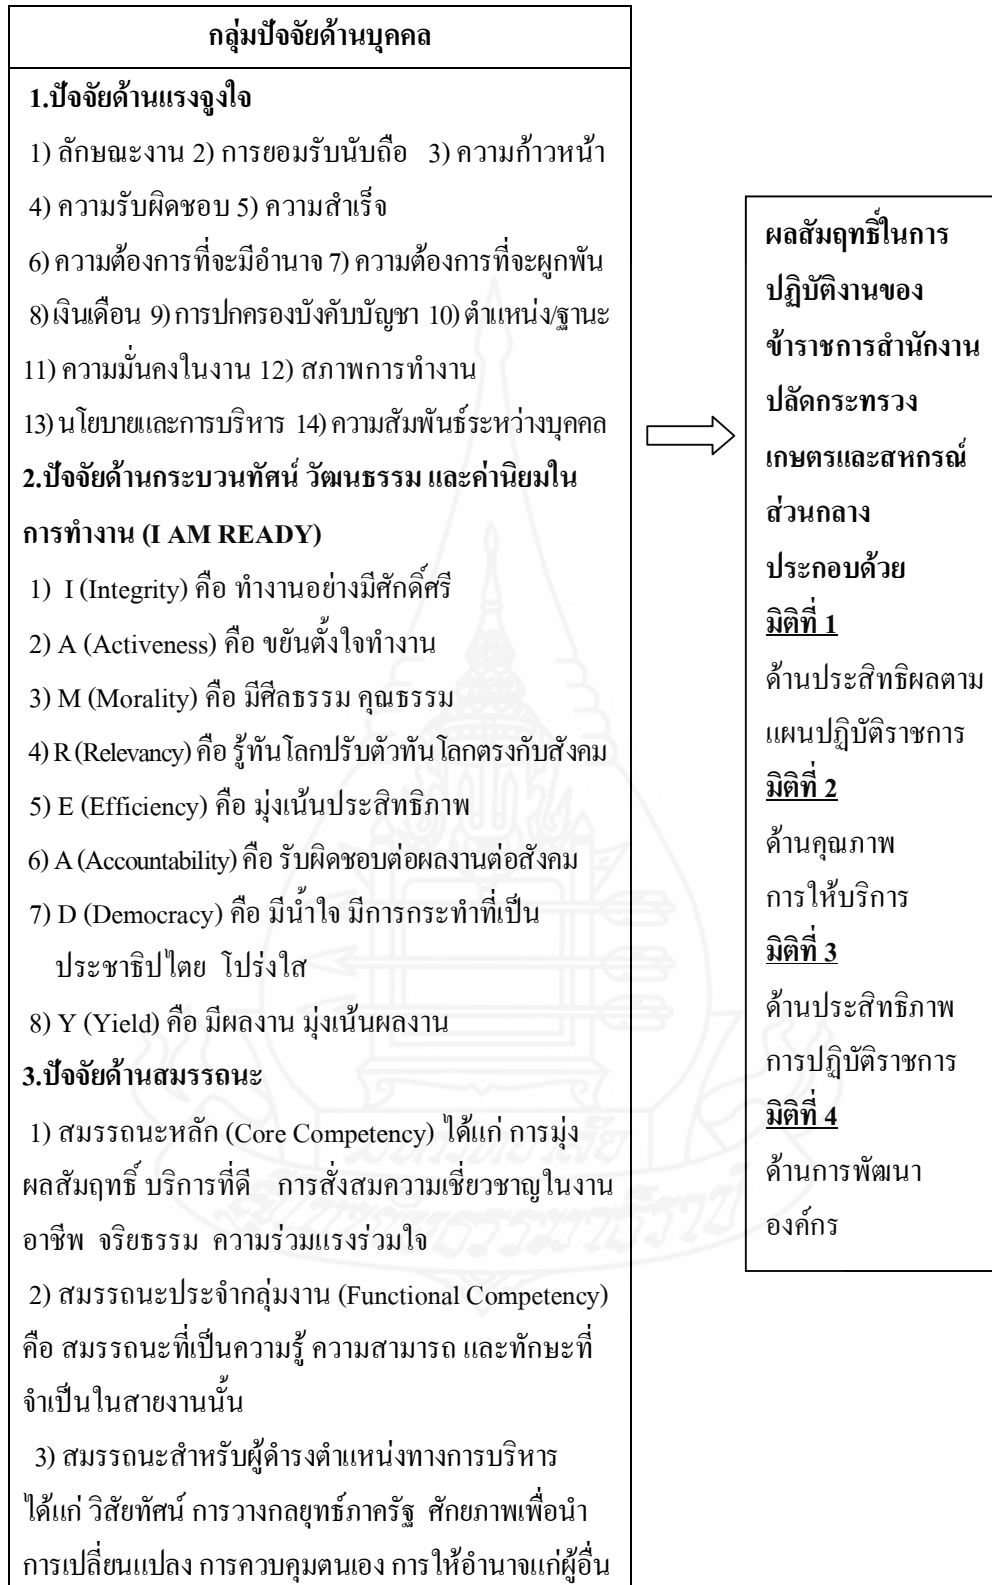 กลุ่มปัจจัยด้านบุคคล
1.ปัจจัยด้านแรงจูงใจ
1) ลักษณะงาน 2) การยอมรับนับถือ 3) ความก้าวหน้า
4) ความรับผิดชอบ 5) ความสำเร็จ
6) ความต้องการที่จะมีอำนาจ 7) ความต้องการที่จะผูกพัน
8) เงินเดือน 9) การปกครองบังคับบัญชา 10) ตำแหน่ง/ฐานะ
11) ความมั่นคงในงาน 12) สภาพการทำงาน
13) นโยบายและการบริหาร 14) ความสัมพันธ์ระหว่างบุคคล
2.ปัจจัยด้านกระบวนทัศน์ วัฒนธรรม และค่านิยมใน
การทำงาน (I AM READY)
1) I (Integrity) คือ ทำงานอย่างมีศักดิ์ศรี
2) A (Activeness) คือ ขยันตั้งใจทำงาน
3) M (Morality) คือ มีศีลธรรม คุณธรรม
4) R (Relevancy) คือ รู้ทันโลกปรับตัวทันโลกตรงกับสังคม
5) E (Efficiency) คือ มุ่งเน้นประสิทธิภาพ
6) A (Accountability) คือ รับผิดชอบต่อผลงานต่อสังคม
7) D (Democracy) คือ มีน้ำใจ มีการกระทำที่เป็น
ประชาธิปไตย โปร่งใส
8) Y (Yield) คือ มีผลงาน มุ่งเน้นผลงาน
3.ปัจจัยด้านสมรรถนะ
1) สมรรถนะหลัก (Core Competency) ได้แก่ การมุ่ง
ผลสัมฤทธิ์ บริการที่ดี การสั่งสมความเชี่ยวชาญในงาน
อาชีพ จริยธรรม ความร่วมแรงร่วมใจ
2) สมรรถนะประจำกลุ่มงาน (Functional Competency)
คือ สมรรถนะที่เป็นความรู้ ความสามารถ และทักษะที่
จำเป็นในสายงานนั้น
3) สมรรถนะสำหรับผู้ดำรงตำแหน่งทางการบริหาร
ได้แก่ วิสัยทัศน์ การวางกลยุทธ์ภาครัฐ ศักยภาพเพื่อนำ
การเปลี่ยนแปลง การควบคุมตนเอง การให้อำนาจแก่ผู้อื่น
ผลสัมฤทธิ์ในการ
ปฏิบัติงานของ
ข้าราชการสำนักงาน
ปลัดกระทรวง
เกษตรและสหกรณ์
ส่วนกลาง
ประกอบด้วย
มิติที่ 1
ด้านประสิทธิผลตาม
แผนปฏิบัติราชการ
มิติที่ 2
ด้านคุณภาพ
การให้บริการ
มิติที่ 3
ด้านประสิทธิภาพ
การปฏิบัติราชการ
มิติที่ 4
ด้านการพัฒนา
องค์กร